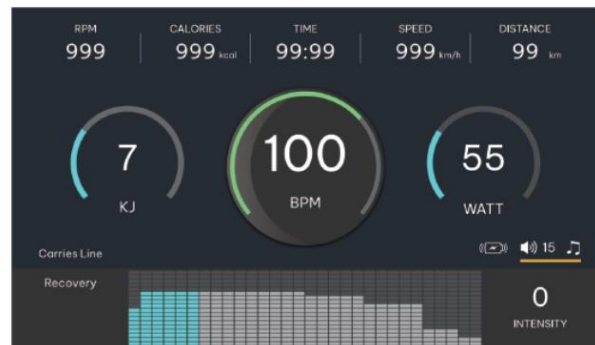 RPM CALORIES TIME SPEED DISTANCE
999 999 kcal 99:99 999 km/h 99 km
7 100 55
KJ BPM WATT
15
Carries Line
Recovery
0
INTENSITY